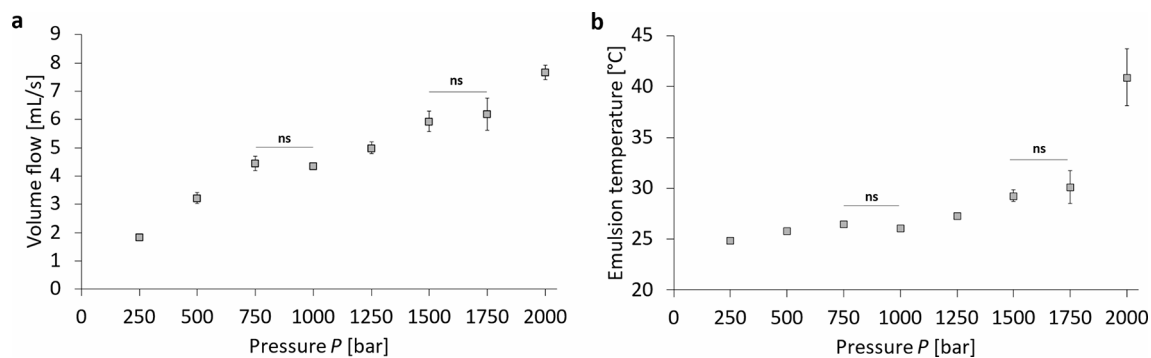 a
9
8
7
6
5
4
3
2
1
0
Volume flow [mL/s]
ns
ns
0 250 500 750 1000 1250 1500 1750 2000
Pressure P [bar]
b
45
40
35
30
25
20
Emulsion temperature [°C]
ns
ns
0 250 500 750 1000 1250 1500 1750 2000
Pressure P [bar]